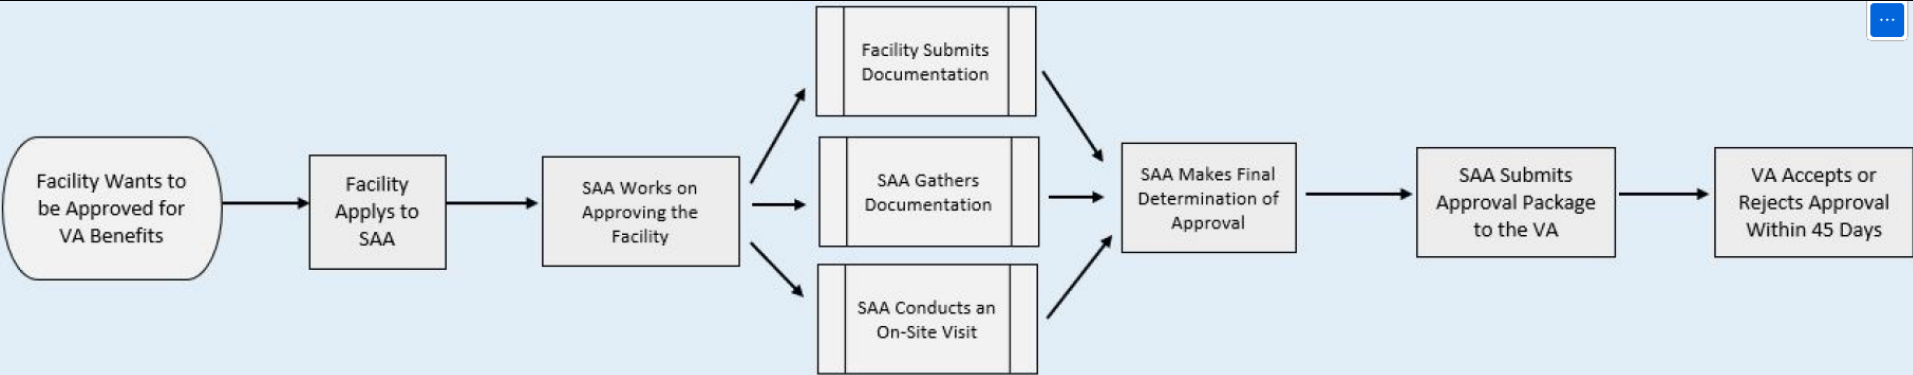 Facility Wants to
be Approved for
VA Benefits
Facility
Applys to
SAA
SAA Works on
Approving the
Facility
Facility Submits
Documentation
SAA Gathers
Documentation
SAA Conducts an
On-Site Visit
SAA Makes Final
Determination of
Approval
SAA Submits
Approval Package
to the VA
VA Accepts or
Rejects Approval
Within 45 Days